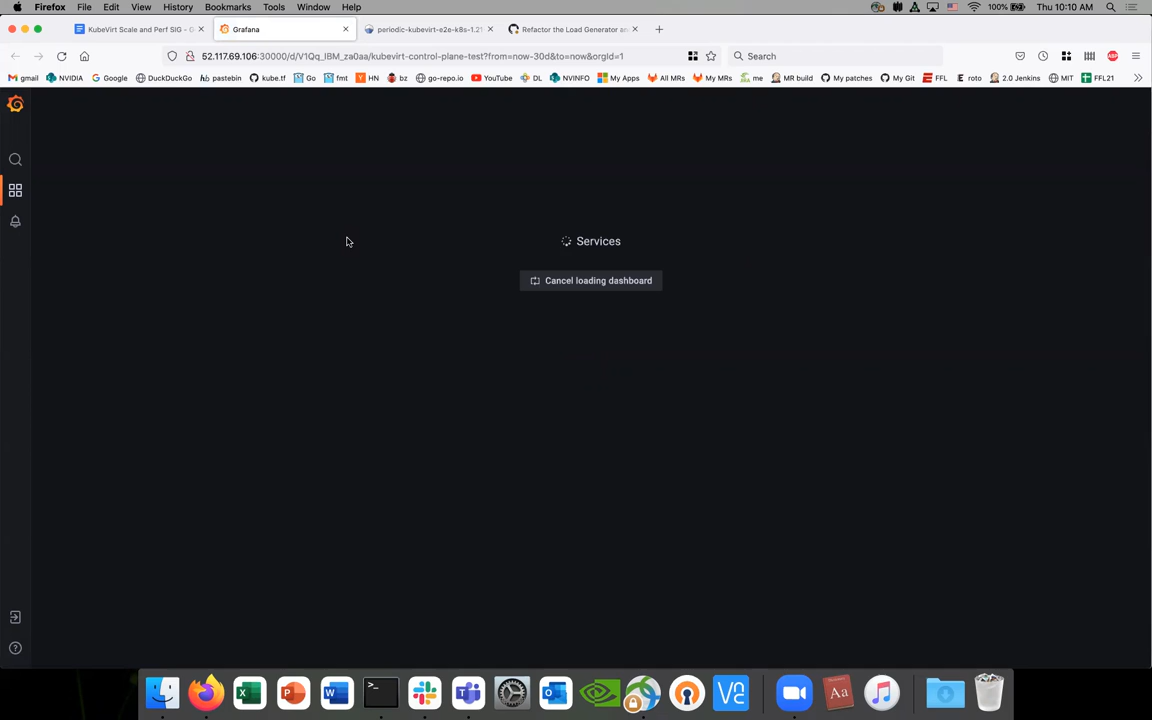 Firefox File Edit View History Bookmarks Tools Window Help 100% Thu 10:10 AM
KubeVirt Scale and Perf SIG - G Grafana periodic-kubevirt-e2e-k8s-1.21 Refactor the Load Generator an
52.117.69.106:30000/d/V1Qq_IBM_za0aa/kubevirt-control-plane-test?from=now-30d&to=now&orgId=1 Search
gmail NVIDIA Google DuckDuckGo pastebin kube.tf Go fmt HN bz go-repo.io YouTube DL NVINFO My Apps All MRs My MRs me MR build My patches My Git FFL roto 2.0 Jenkins MIT FFL21
Services
Cancel loading dashboard